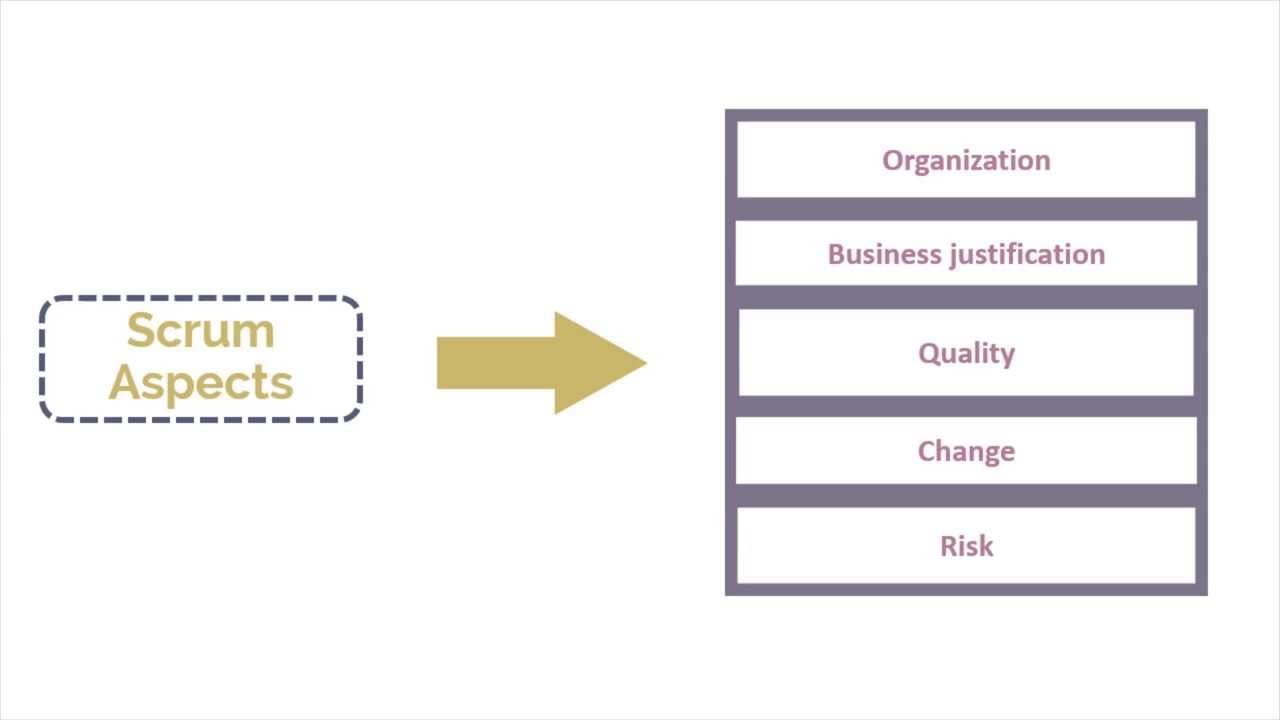 Scrum
Aspects
Organization
Business justification
Quality
Change
Risk